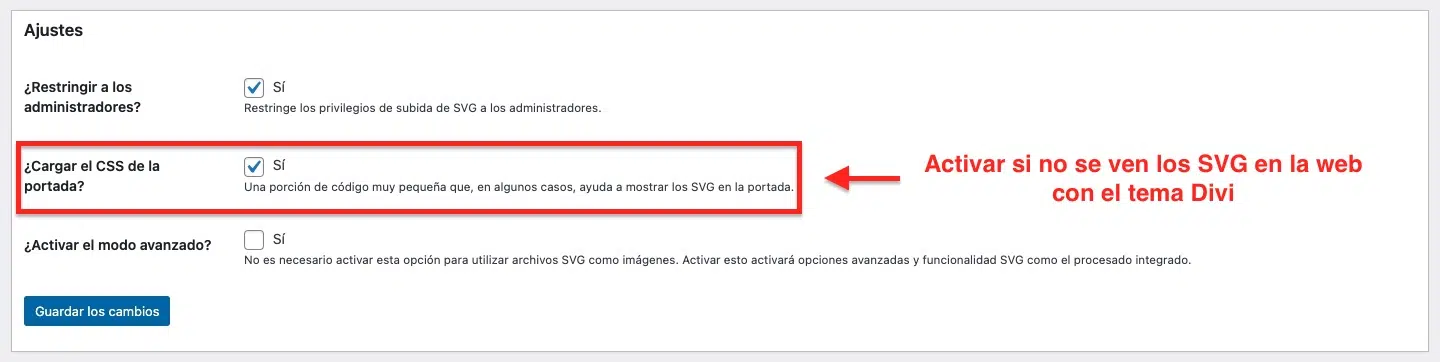 Ajustes
¿Restringir a los
administradores?
Sí
Restringe los privilegios de subida de SVG a los administradores.
¿Cargar el CSS de la
portada?
Sí
Una porción de código muy pequeña que, en algunos casos, ayuda a mostrar los SVG en la portada.
Activar si no se ven los SVG en la web
con el tema Divi
¿Activar el modo avanzado?
Sí
No es necesario activar esta opción para utilizar archivos SVG como imágenes. Activar esto activará opciones avanzadas y funcionalidad SVG como el procesado integrado.
Guardar los cambios